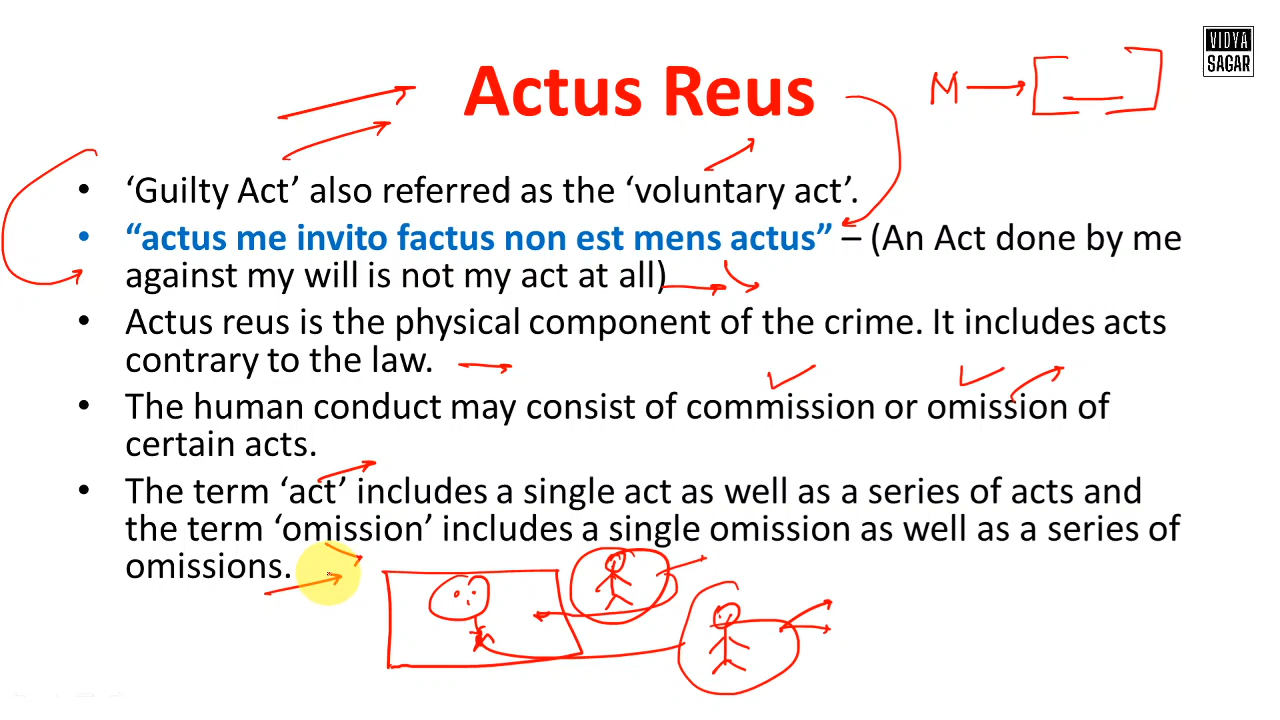 VIDYA
SAGAR
Actus Reus
M
• ‘Guilty Act’ also referred as the ‘voluntary act’.
• “actus me invito factus non est mens actus” – (An Act done by me
against my will is not my act at all)
• Actus reus is the physical component of the crime. It includes acts
contrary to the law.
• The human conduct may consist of commission or omission of
certain acts.
• The term ‘act’ includes a single act as well as a series of acts and
the term ‘omission’ includes a single omission as well as a series of
omissions.